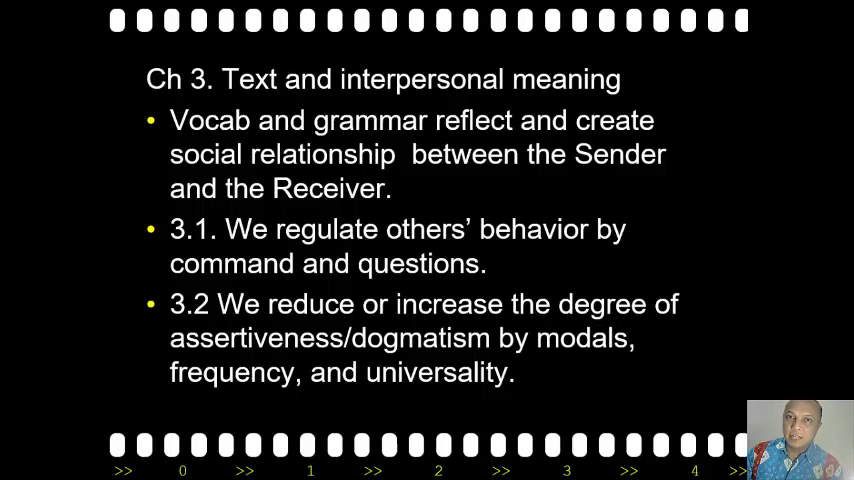 Ch 3. Text and interpersonal meaning
• Vocab and grammar reflect and create
social relationship between the Sender
and the Receiver.
• 3.1. We regulate others’ behavior by
command and questions.
• 3.2 We reduce or increase the degree of
assertiveness/dogmatism by modals,
frequency, and universality.
>> 0 >> 1 >> 2 >> 3 >> 4 >>